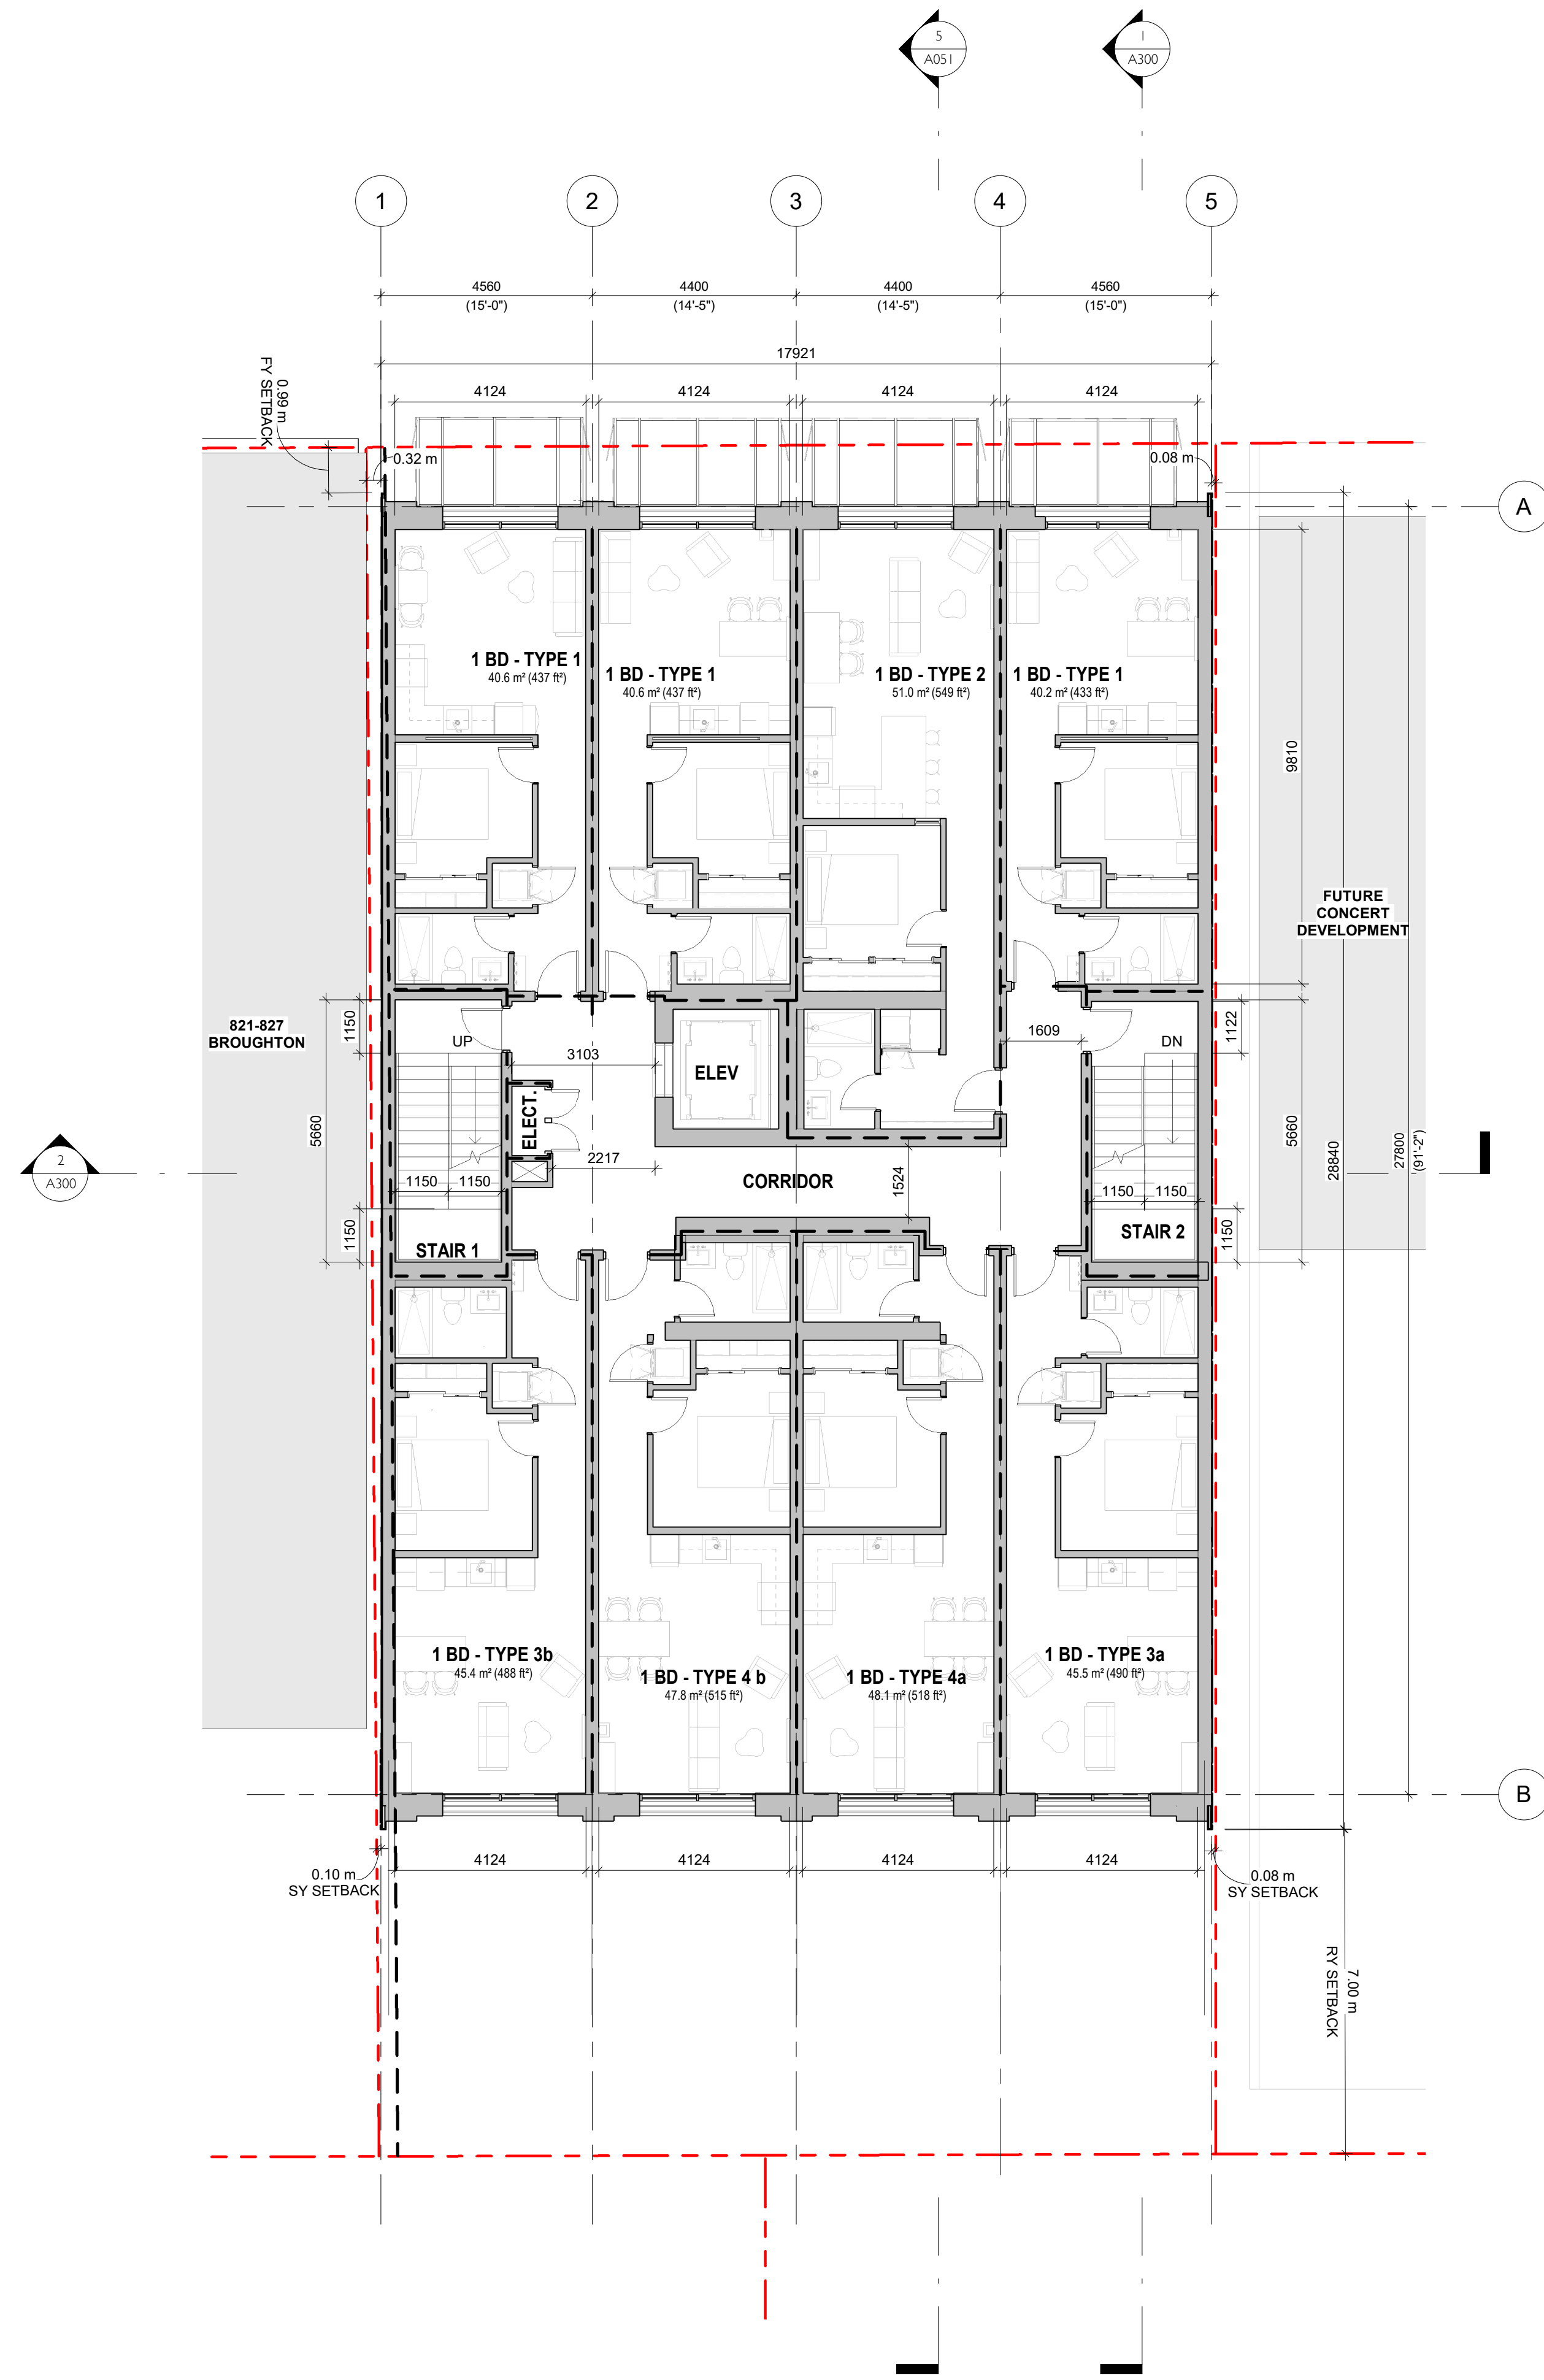 5
A051
1
A300
1
2
3
4
5
4560
(15'-0")
4400
(14'-5")
4400
(14'-5")
4560
(15'-0")
17921
4124
4124
4124
4124
0.99 m
FY SETBACK
0.32 m
0.08 m
A
1 BD - TYPE 1
40.6 m² (437 ft²)
1 BD - TYPE 1
40.6 m² (437 ft²)
1 BD - TYPE 2
51.0 m² (549 ft²)
1 BD - TYPE 1
40.2 m² (433 ft²)
9810
FUTURE
CONCERT
DEVELOPMENT
821-827
BROUGHTON
1150
UP
3103
ELEV
1609
DN
1122
ELECT.
5660
2
A300
2217
1150
1150
CORRIDOR
1524
1150
1150
5660
28840
27800
(91'-2")
1150
STAIR 1
STAIR 2
1150
1 BD - TYPE 3b
45.4 m² (488 ft²)
1 BD - TYPE 4 b
47.8 m² (515 ft²)
1 BD - TYPE 4a
48.1 m² (518 ft²)
1 BD - TYPE 3a
45.5 m² (490 ft²)
B
4124
4124
4124
4124
0.10 m
SY SETBACK
0.08 m
SY SETBACK
7.00 m
RY SETBACK